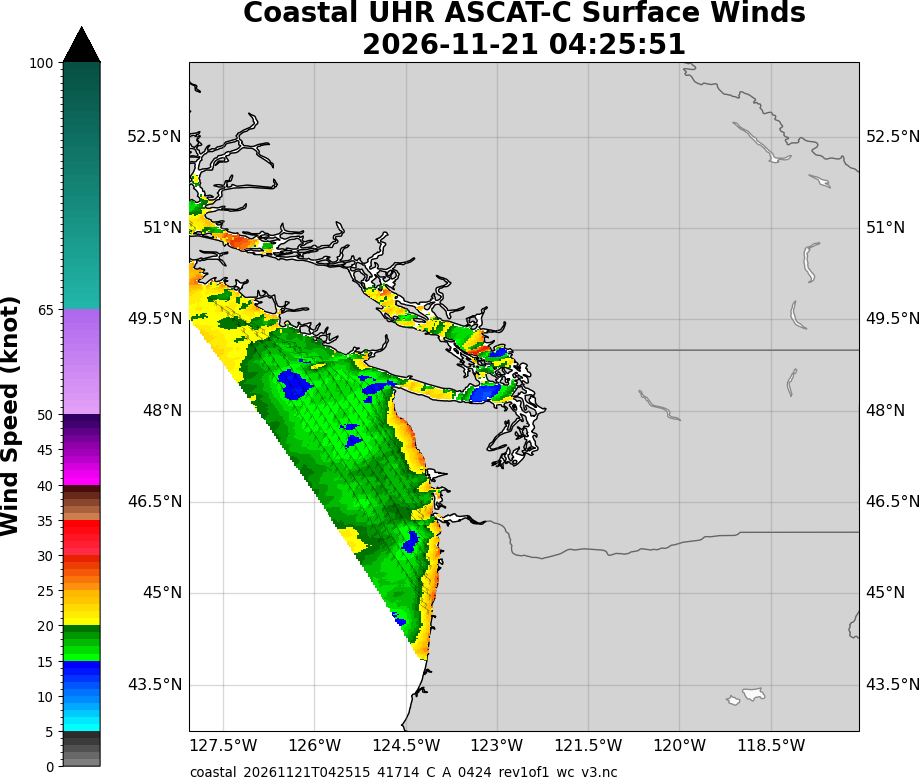 Coastal UHR ASCAT-C Surface Winds
2026-11-21 04:25:51
Wind Speed (knot)
100
65
50
45
40
35
30
25
20
15
10
5
0
52.5°N
51°N
49.5°N
48°N
46.5°N
45°N
43.5°N
52.5°N
51°N
49.5°N
48°N
46.5°N
45°N
43.5°N
127.5°W 126°W 124.5°W 123°W 121.5°W 120°W 118.5°W
coastal_20261121T042515_41714_C_A_0424_rev1of1_wc_v3.nc